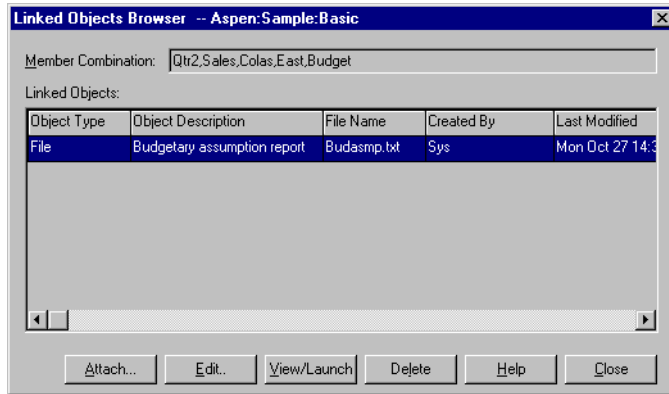 Linked Objects Browser -- Aspen:Sample:Basic
Member Combination: Qtr2,Sales,Colas,East,Budget
Linked Objects:
Object Type Object Description File Name Created By Last Modified
File Budgetary assumption report Budasmp.txt Sys Mon Oct 27 14:3
Attach... Edit.. View/Launch Delete Help Close